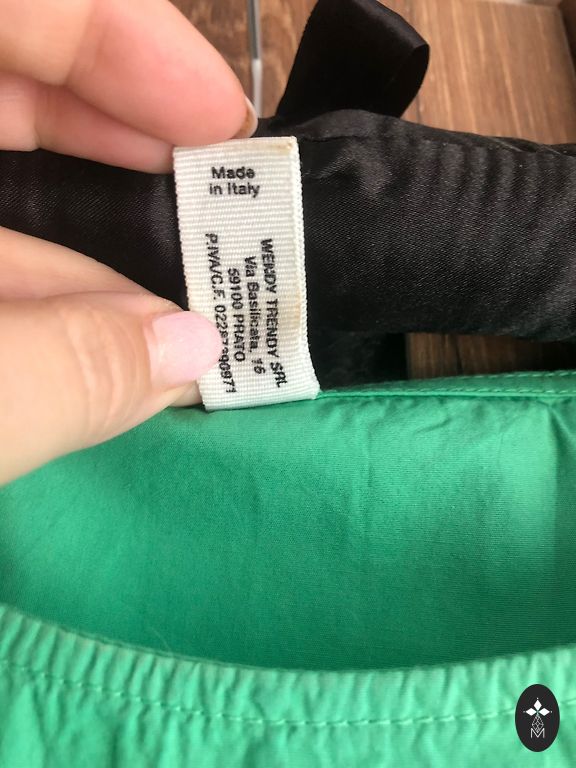 Made
in Italy
WENDY TRENDY SRL
Via Basilicata, 16
59100 PRATO
P.IVA/C.F.